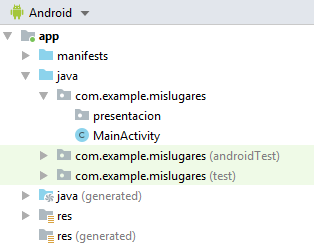 Android
app
manifests
java
com.example.mislugares
presentacion
MainActivity
com.example.mislugares (androidTest)
com.example.mislugares (test)
java (generated)
res
res (generated)